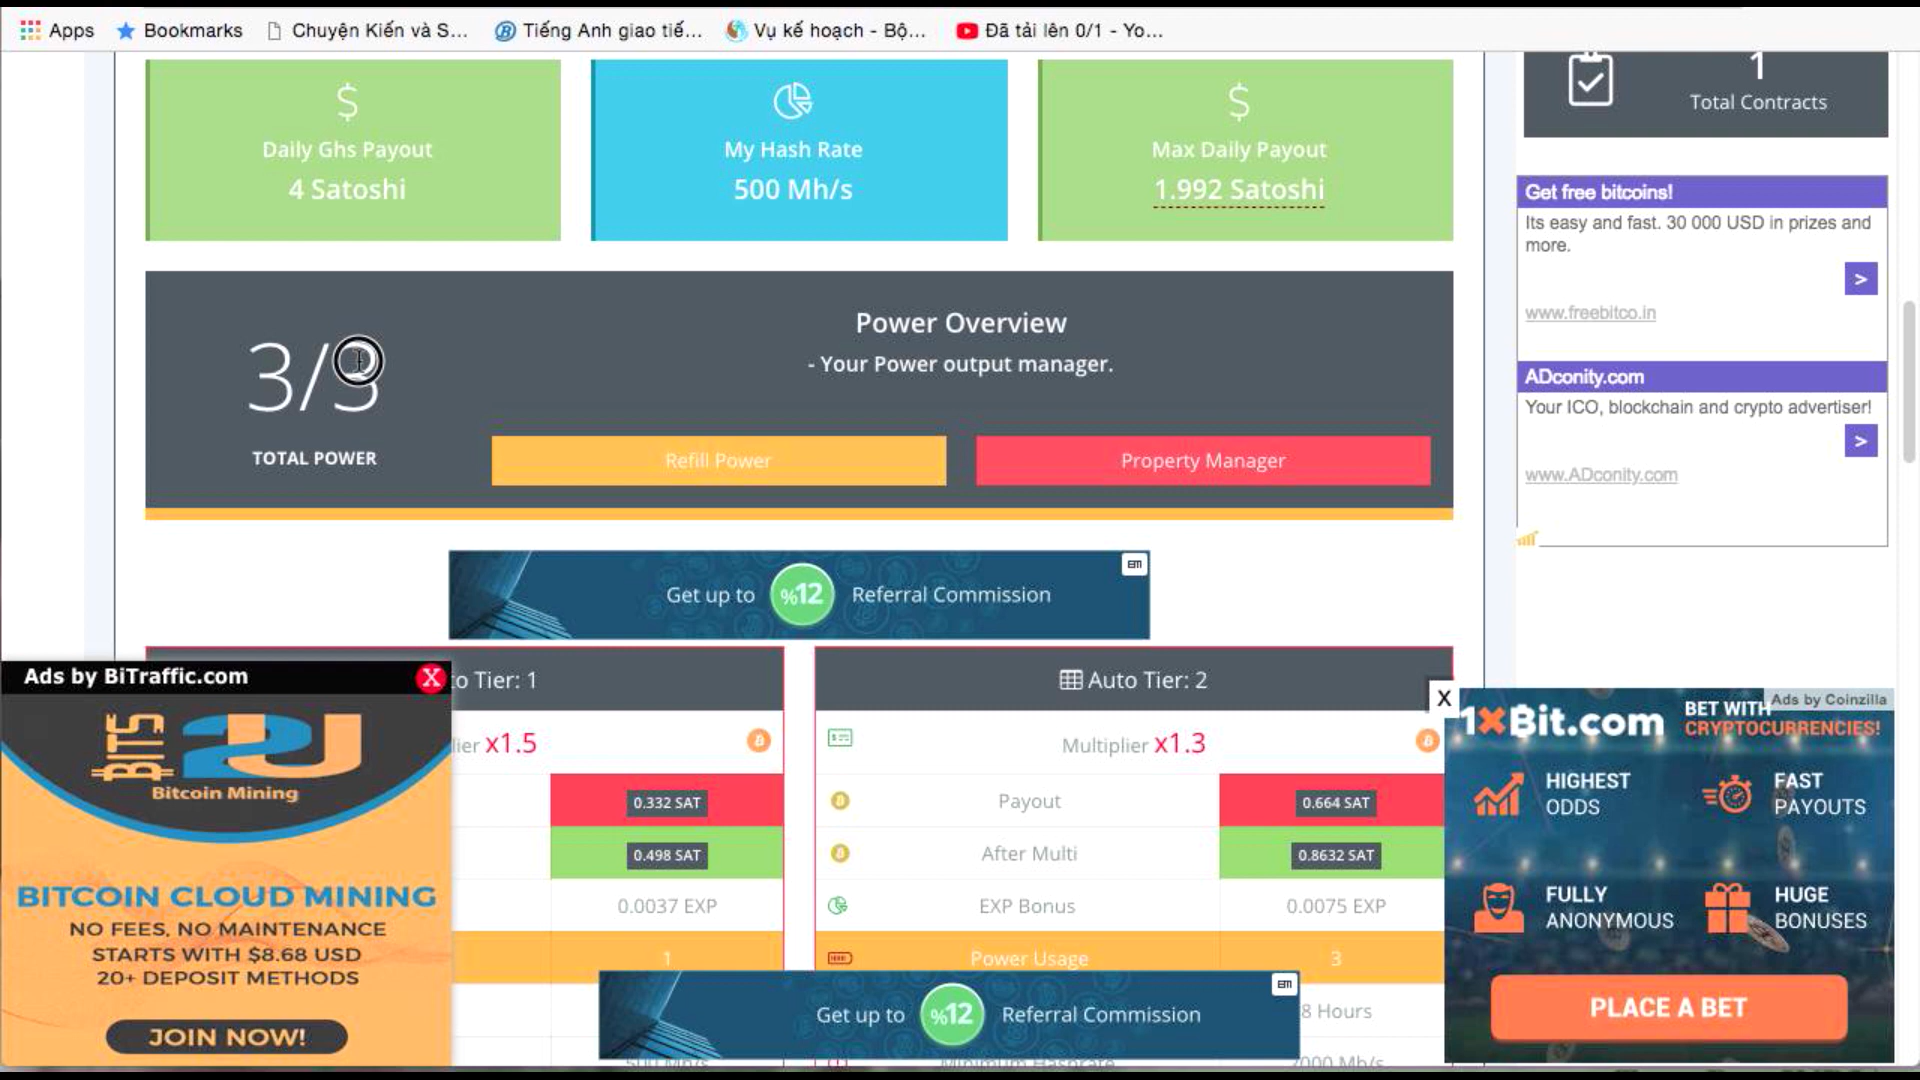 Apps Bookmarks Chuyện Kiến và S... Tiếng Anh giao tiế... Vụ kế hoạch - Bộ... Đã tải lên 0/1 - Yo...
Daily Ghs Payout
4 Satoshi
My Hash Rate
500 Mh/s
Max Daily Payout
1.992 Satoshi
1
Total Contracts
Get free bitcoins!
Its easy and fast. 30 000 USD in prizes and
more.
>
www.freebitco.in
ADconity.com
Your ICO, blockchain and crypto advertiser!
>
www.ADconity.com
3/3
TOTAL POWER
Power Overview
- Your Power output manager.
Refill Power
Property Manager
Get up to %12 Referral Commission
Tier: 1
x1.5
0.332 SAT
0.498 SAT
0.0037 EXP
1
500 Mh/s
Auto Tier: 2
Multiplier x1.3
Payout 0.664 SAT
After Multi 0.8632 SAT
EXP Bonus 0.0075 EXP
Power Usage 3
8 Hours
Minimum Hashrate
Get up to %12 Referral Commission
Ads by BiTraffic.com X
BITS 2U
Bitcoin Mining
BITCOIN CLOUD MINING
NO FEES, NO MAINTENANCE
STARTS WITH $8.68 USD
20+ DEPOSIT METHODS
JOIN NOW!
X
Ads by Coinzilla
1xBit.com
BET WITH
CRYPTOCURRENCIES!
HIGHEST
ODDS
FAST
PAYOUTS
FULLY
ANONYMOUS
HUGE
BONUSES
PLACE A BET